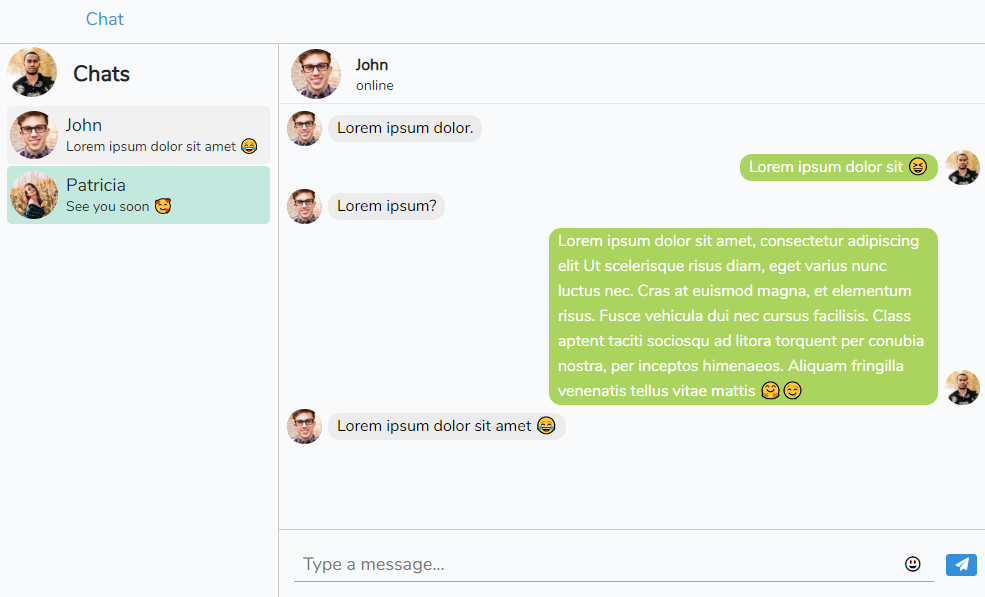 Chat
Chats
John
Lorem ipsum dolor sit amet 😂
Patricia
See you soon 🥰
John
online
Lorem ipsum dolor.
Lorem ipsum dolor sit 😆
Lorem ipsum?
Lorem ipsum dolor sit amet, consectetur adipiscing
elit Ut scelerisque risus diam, eget varius nunc
luctus nec. Cras at euismod magna, et elementum
risus. Fusce vehicula dui nec cursus facilisis. Class
aptent taciti sociosqu ad litora torquent per conubia
nostra, per inceptos himenaeos. Aliquam fringilla
venenatis tellus vitae mattis 🤗😊
Lorem ipsum dolor sit amet 😂
Type a message...